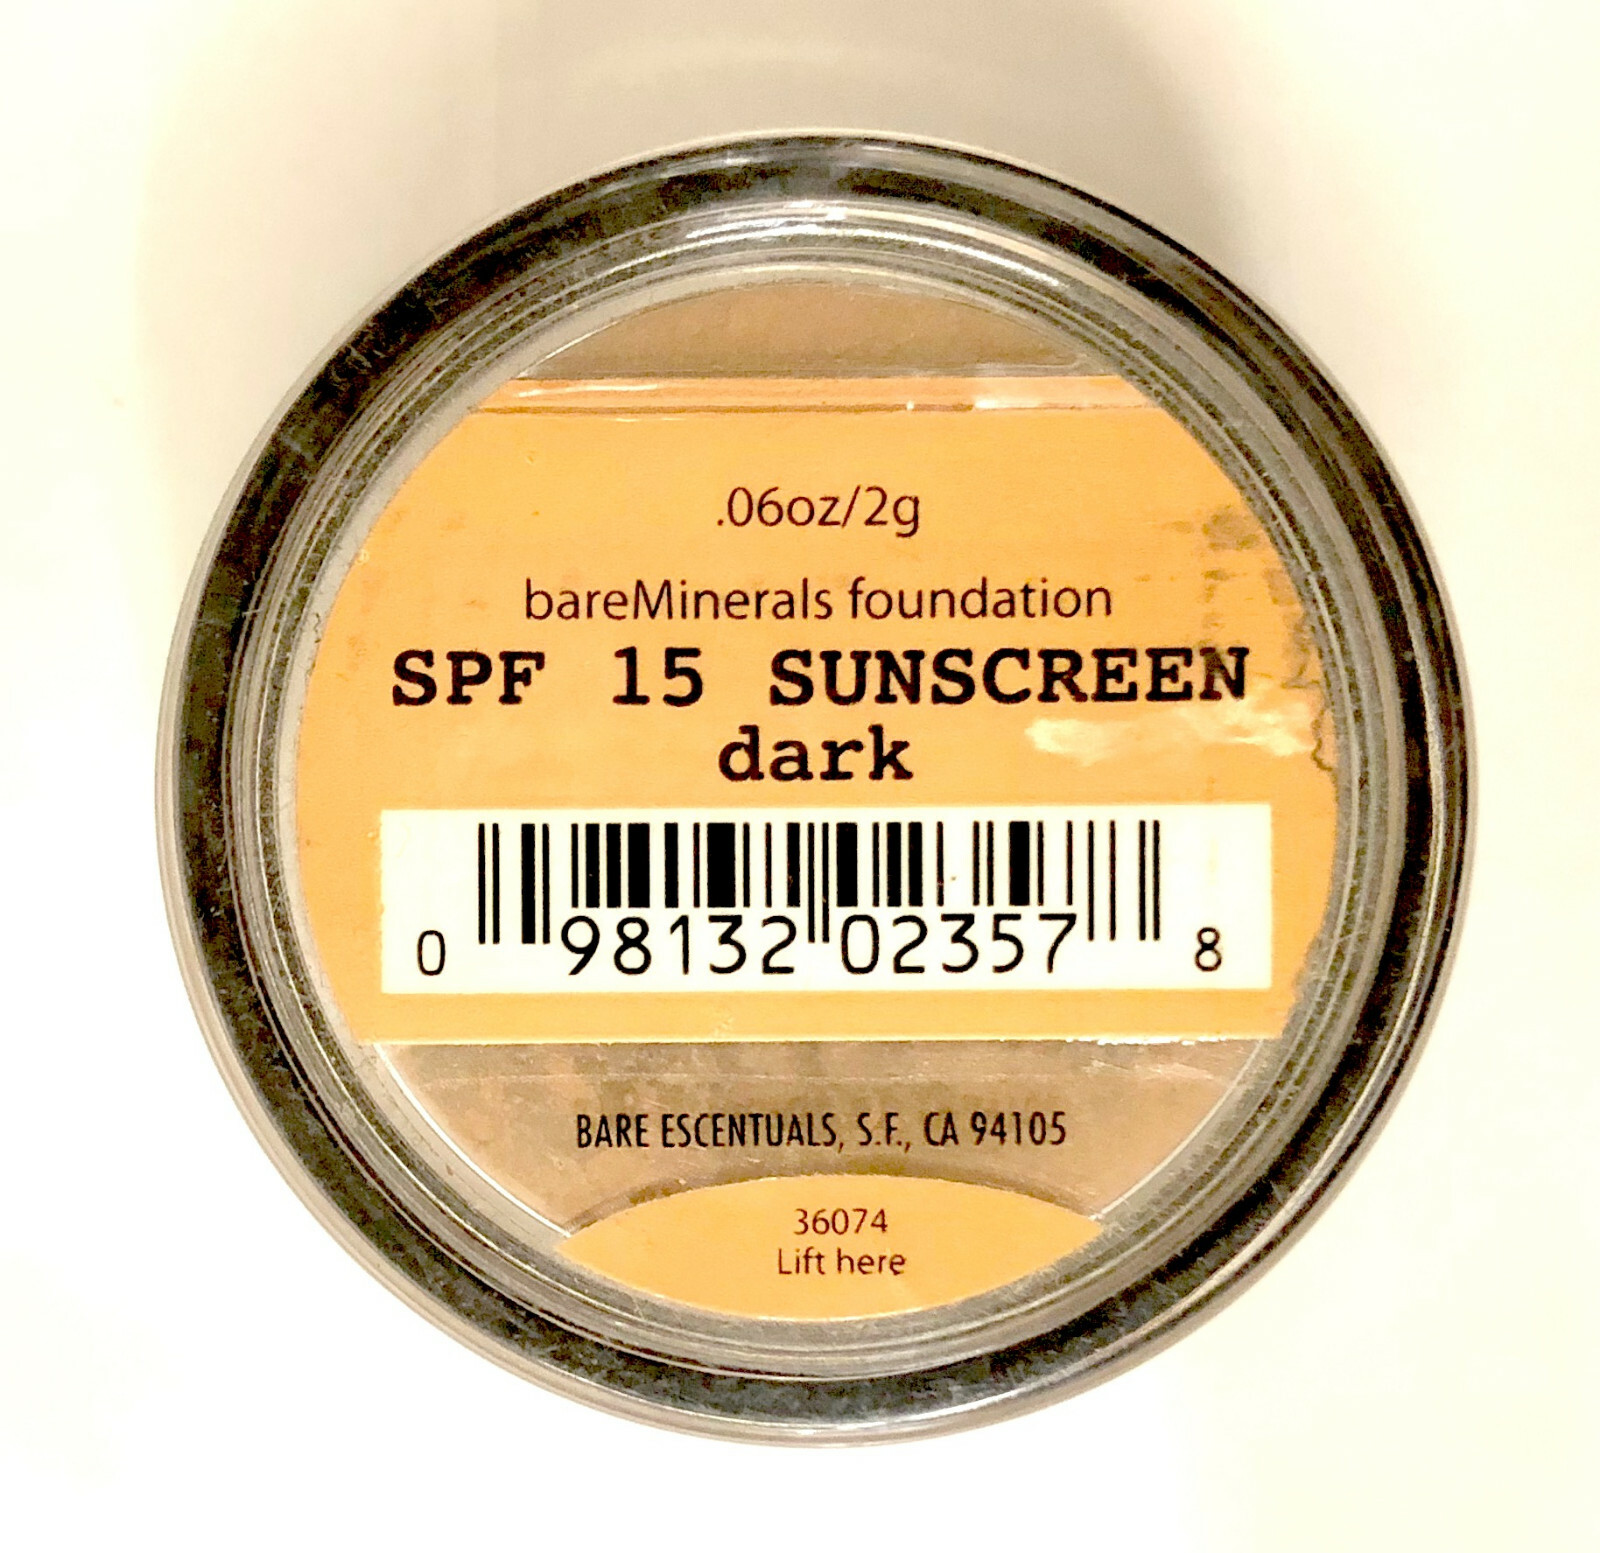 .06oz/2g
bareMinerals foundation
SPF 15 SUNSCREEN
dark
0 98132 02357 8
BARE ESCENTUALS, S.F., CA 94105
36074
Lift here